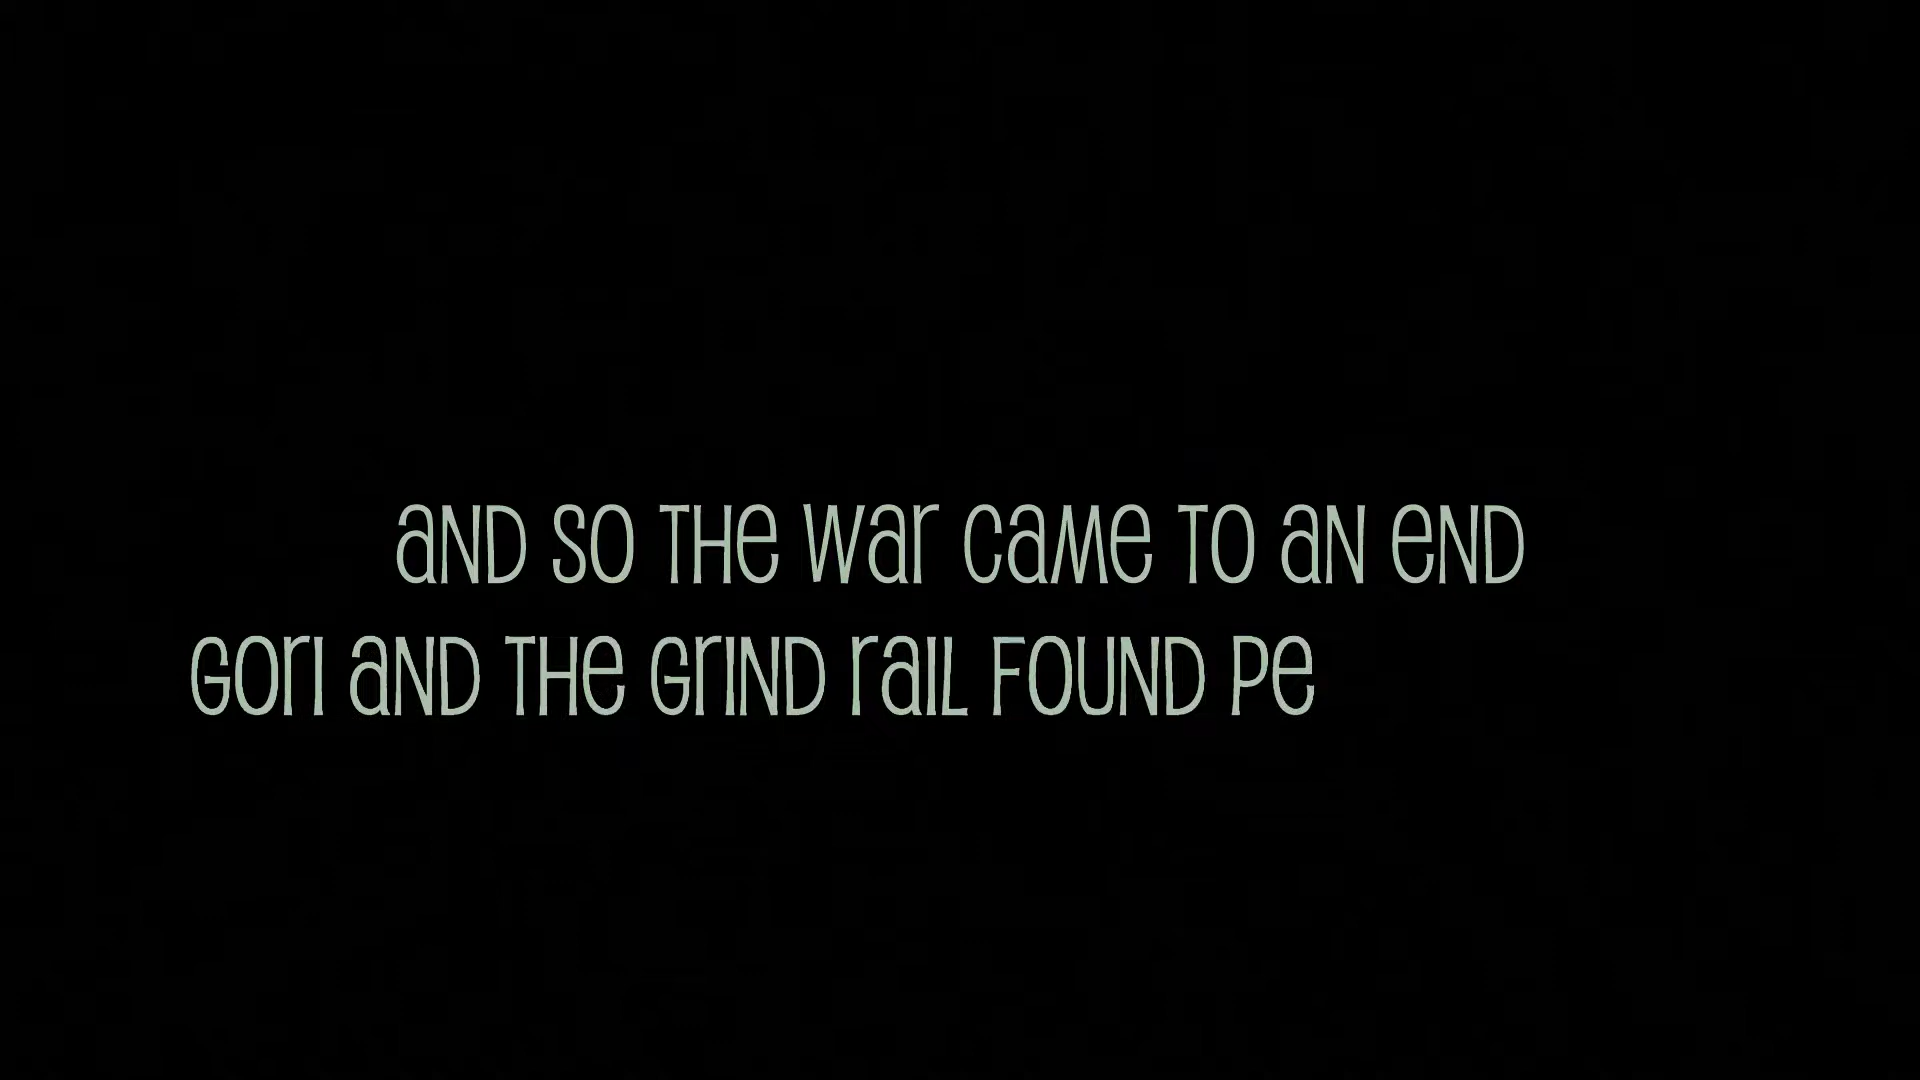 aND SO THe war came TO aN eND
GOrI aND THe GrIND raIL FOUND Pe